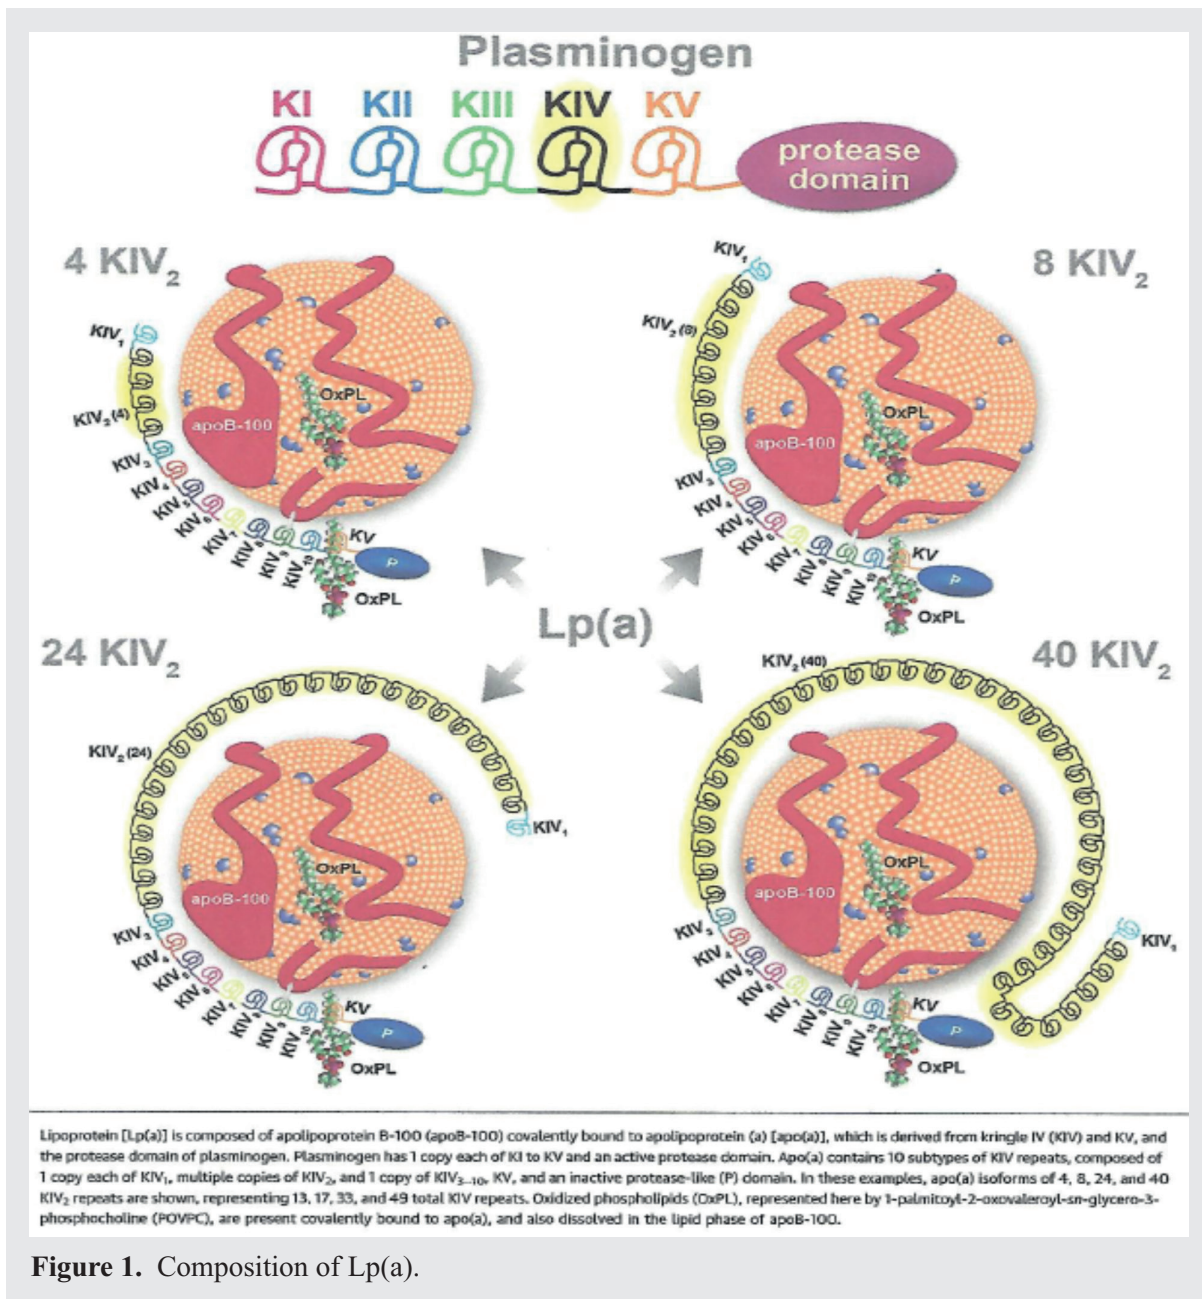 Plasminogen
KI KII KIII KIV KV
protease
domain
4 KIV2
KIV1
KIV2(4)
apoB-100
OxPL
KIV3
KIV4
KIV5
KIV6
KIV7
KIV8
KIV9
KIV10
KV
P
OxPL
8 KIV2
KIV1
KIV2(8)
apoB-100
OxPL
KIV3
KIV4
KIV5
KIV6
KIV7
KIV8
KIV9
KIV10
KV
P
OxPL
Lp(a)
24 KIV2
KIV2(24)
KIV1
apoB-100
OxPL
KIV3
KIV4
KIV5
KIV6
KIV7
KIV8
KIV9
KIV10
KV
P
OxPL
40 KIV2
KIV2(40)
KIV1
apoB-100
OxPL
KIV3
KIV4
KIV5
KIV6
KIV7
KIV8
KIV9
KIV10
KV
P
OxPL
Lipoprotein [Lp(a)] is composed of apolipoprotein B-100 (apoB-100) covalently bound to apolipoprotein (a) [apo(a)], which is derived from kringle IV (KIV) and KV, and
the protease domain of plasminogen. Plasminogen has 1 copy each of KI to KV and an active protease domain. Apo(a) contains 10 subtypes of KIV repeats, composed of
1 copy each of KIV1, multiple copies of KIV2, and 1 copy of KIV3–10, KV, and an inactive protease-like (P) domain. In these examples, apo(a) isoforms of 4, 8, 24, and 40
KIV2 repeats are shown, representing 13, 17, 33, and 49 total KIV repeats. Oxidized phospholipids (OxPL), represented here by 1-palmitoyl-2-oxovaleroyl-sn-glycero-3-
phosphocholine (POVPC), are present covalently bound to apo(a), and also dissolved in the lipid phase of apoB-100.
Figure 1. Composition of Lp(a).